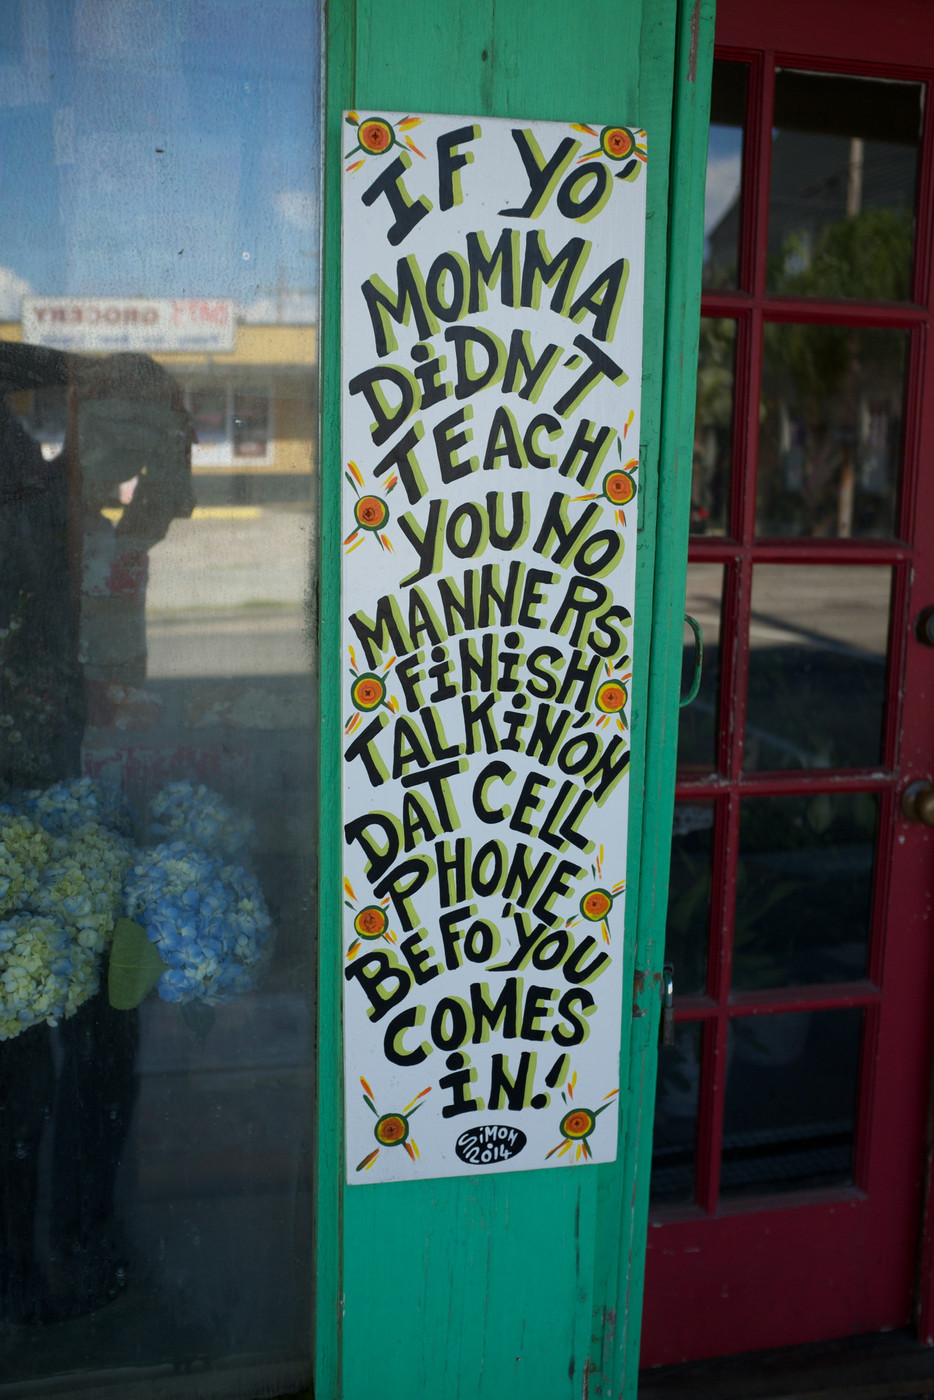 IF YO'
MOMMA
DiDN'T
TEACH
YOU NO
MANNERS,
FiNiSH
TALKiN' ON
DAT CELL
PHONE
BEFO' YOU
COMES
iN!
SiMON
2014
GROCERY